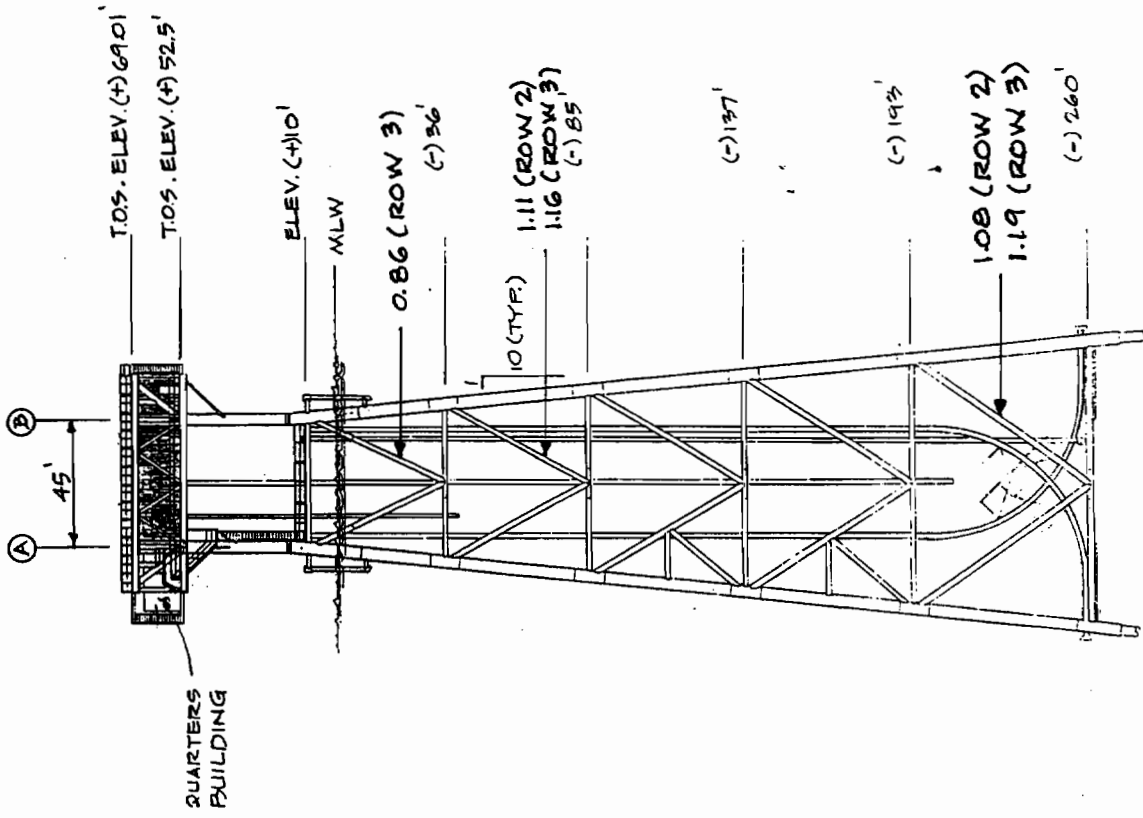 T.O.S. ELEV. (+) 69.01'
T.O.S. ELEV. (+) 52.5'
B
45'
A
ELEV. (+)10'
MLW
QUARTERS
BUILDING
0.86 (ROW 3)
(-) 36'
1.11 (ROW 2)
1.16 (ROW 3)
(-) 85'
1
10 (TYP.)
(-) 137'
(-) 193'
1.08 (ROW 2)
1.19 (ROW 3)
(-) 260'